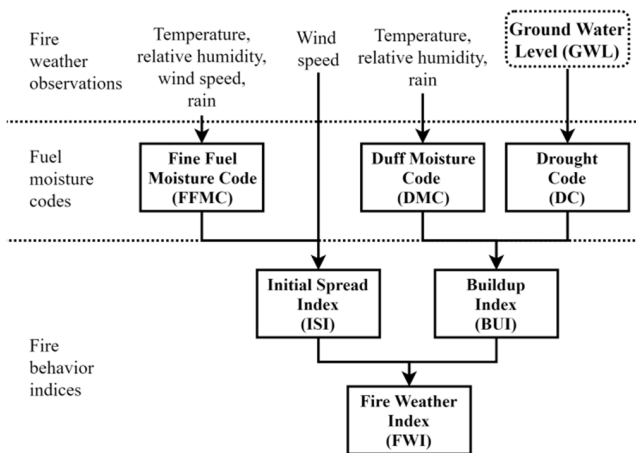 Fire
weather
observations
Temperature,
relative humidity,
wind speed,
rain
Wind
speed
Temperature,
relative humidity,
rain
Ground Water
Level (GWL)
Fuel
moisture
codes
Fine Fuel
Moisture Code
(FFMC)
Duff Moisture
Code
(DMC)
Drought
Code
(DC)
Fire
behavior
indices
Initial Spread
Index
(ISI)
Buildup
Index
(BUI)
Fire Weather
Index
(FWI)